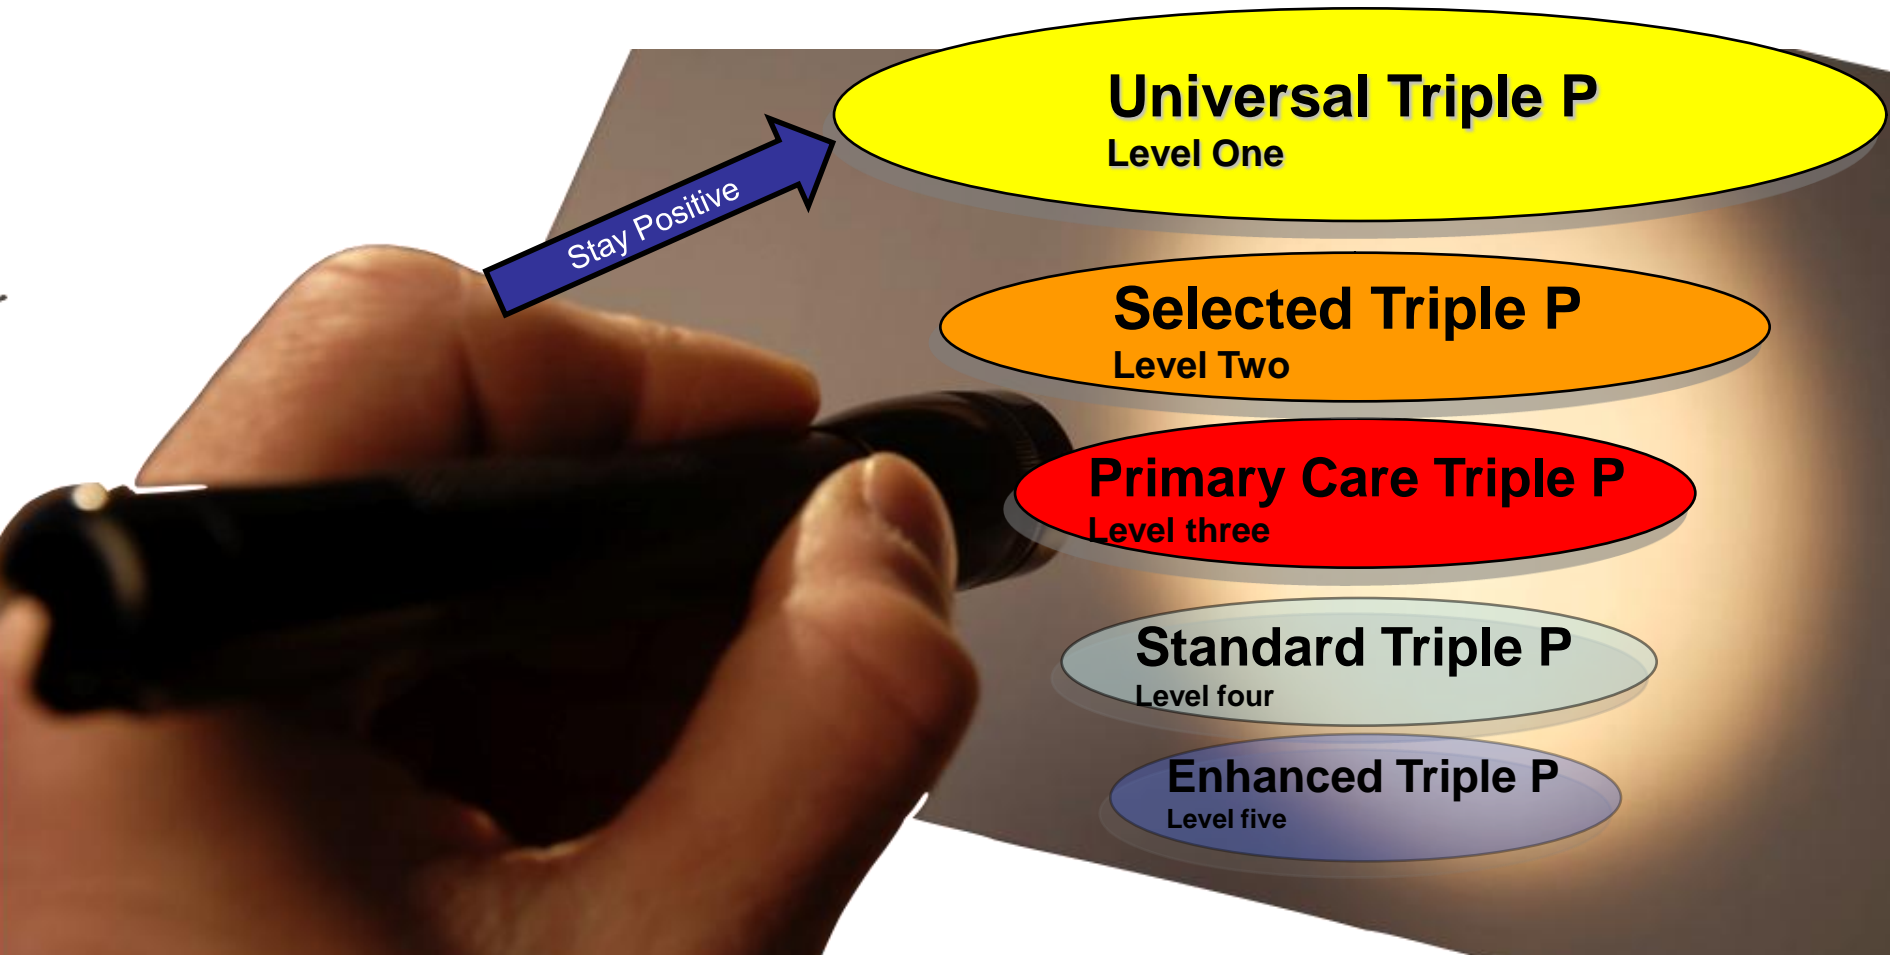 Universal Triple P
Level One
Stay Positive
Selected Triple P
Level Two
Primary Care Triple P
Level three
Standard Triple P
Level four
Enhanced Triple P
Level five